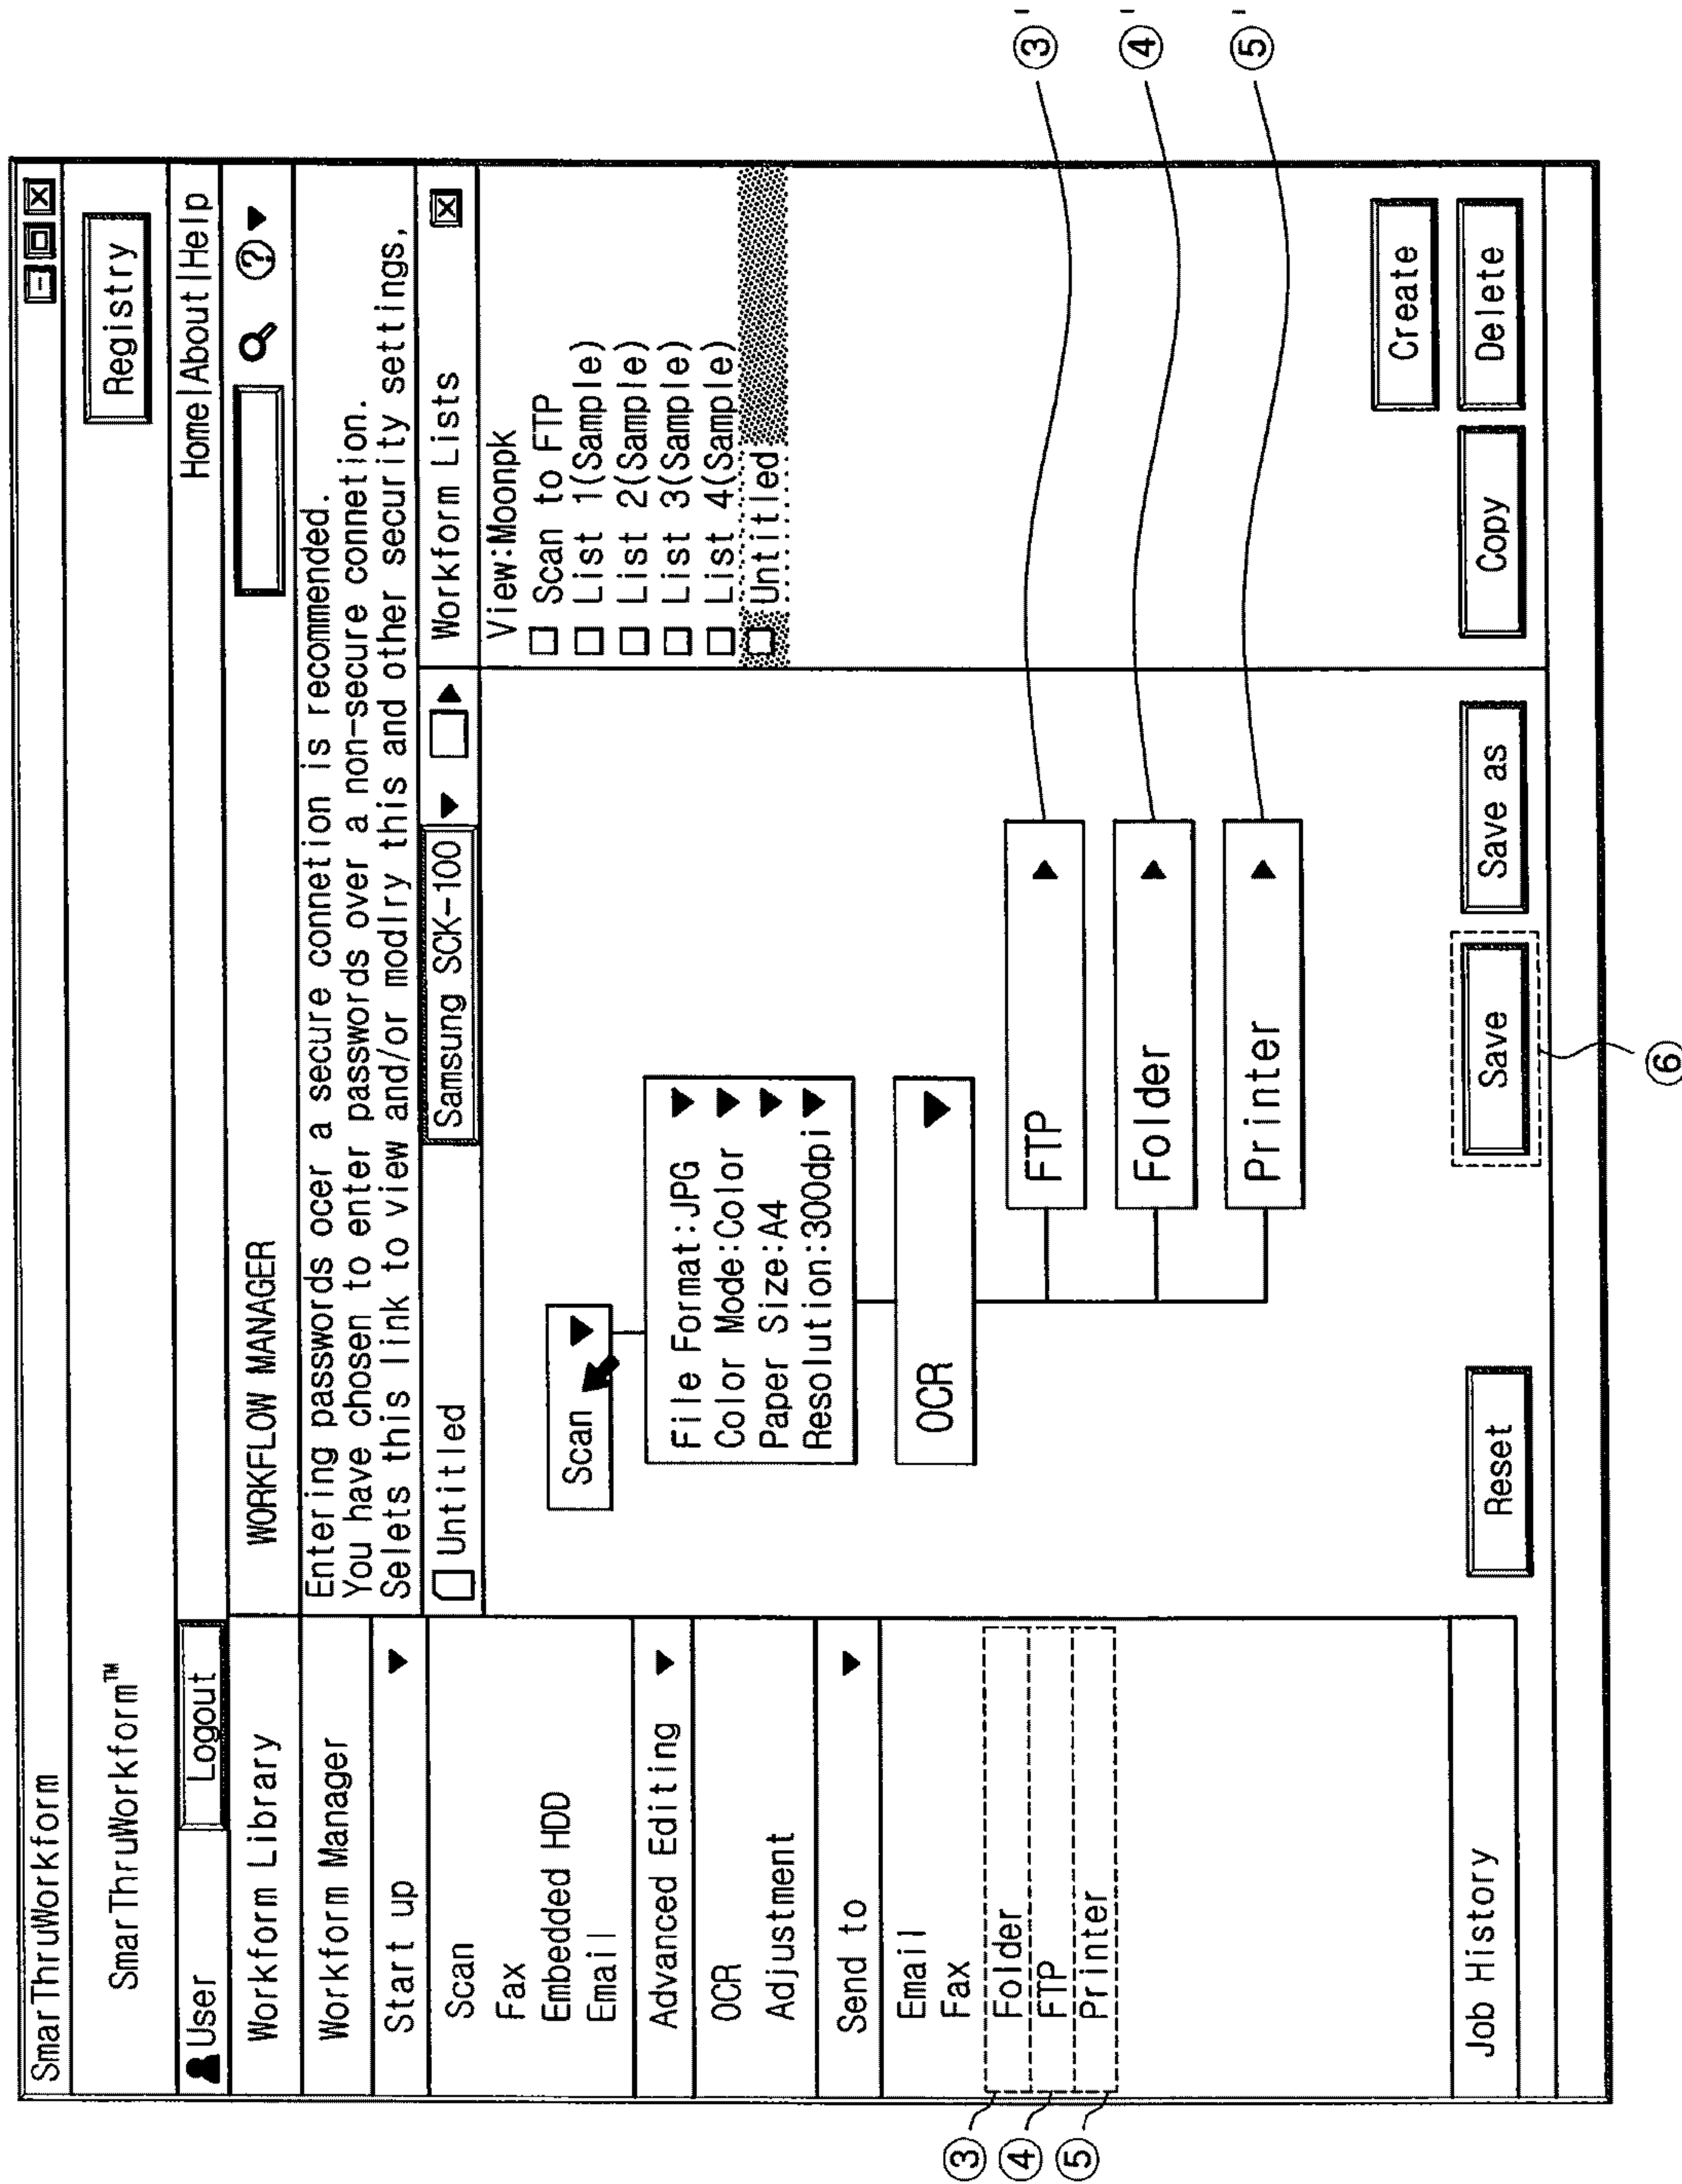 SmarThruWorkform
SmarThruWorkform™
Registry
User
Logout
Home|About|Help
Workform Library
WORKFLOW MANAGER
?
Workform Manager
Entering passwords ocer a secure connetion is recommended.
You have chosen to enter passwords over a non-secure connetion.
Selets this link to view and/or modlry this and other security settings,
Start up
Scan
Fax
Embedded HDD
Email
Advanced Editing
OCR
Adjustment
Send to
Email
Fax
③ Folder
④ FTP
⑤ Printer
Job History
Untitled
Samsung SCK-100
Scan
File Format:JPG
Color Mode:Color
Paper Size:A4
Resolution:300dpi
OCR
FTP
③
Folder
④
Printer
⑤
Reset
Save
Save as
⑥
Workform Lists
View:Moonpk
Scan to FTP
List 1(Sample)
List 2(Sample)
List 3(Sample)
List 4(Sample)
Untitled
Create
Copy
Delete